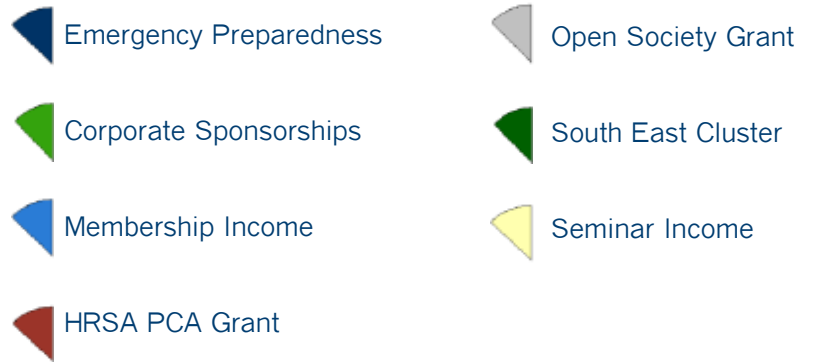 Emergency Preparedness
Corporate Sponsorships
Membership Income
HRSA PCA Grant
Open Society Grant
South East Cluster
Seminar Income